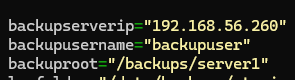 backupserverip="192.168.56.260"
backupusername="backupuser"
backuproot="/backups/server1"